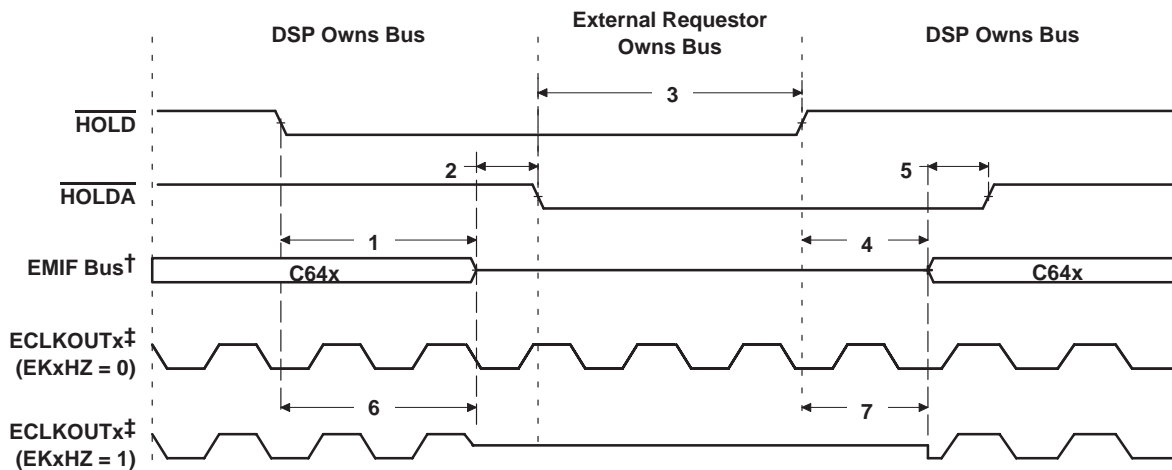 DSP Owns Bus
External Requestor
Owns Bus
DSP Owns Bus
3
HOLD
2
5
HOLDA
1
4
EMIF Bus†
C64x
C64x
ECLKOUTx‡
(EKxHZ = 0)
6
7
ECLKOUTx‡
(EKxHZ = 1)